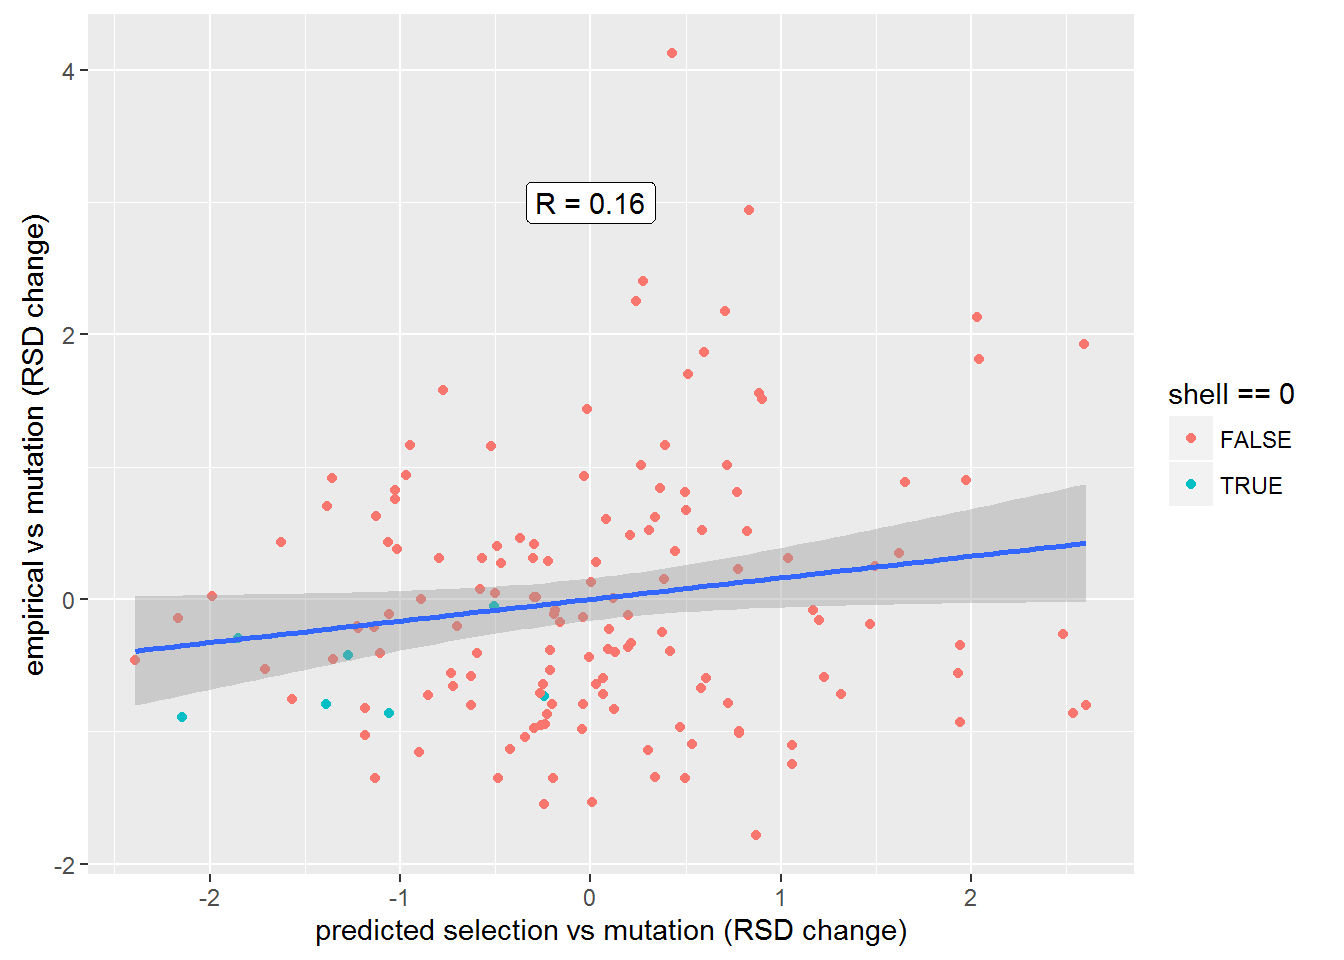 4
2
0
-2
empirical vs mutation (RSD change)
R = 0.16
-2
-1
0
1
2
predicted selection vs mutation (RSD change)
shell == 0
FALSE
TRUE